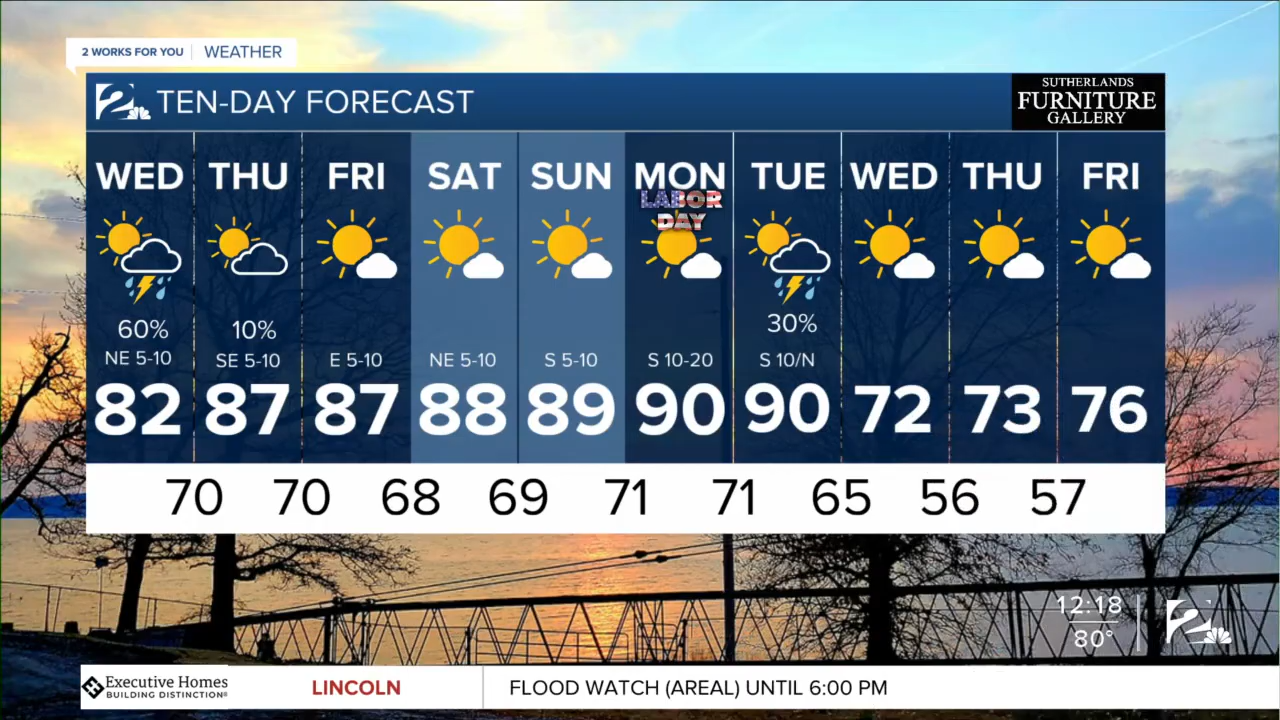 2 WORKS FOR YOU | WEATHER
2 TEN-DAY FORECAST
SUTHERLANDS
FURNITURE
GALLERY
WED THU FRI SAT SUN MON TUE WED THU FRI
LABOR
DAY
60% 10% 30%
NE 5-10 SE 5-10 E 5-10 NE 5-10 S 5-10 S 10-20 S 10/N
82 87 87 88 89 90 90 72 73 76
70 70 68 69 71 71 65 56 57
12:18
80°
2
Executive Homes
BUILDING DISTINCTION®
LINCOLN
FLOOD WATCH (AREAL) UNTIL 6:00 PM